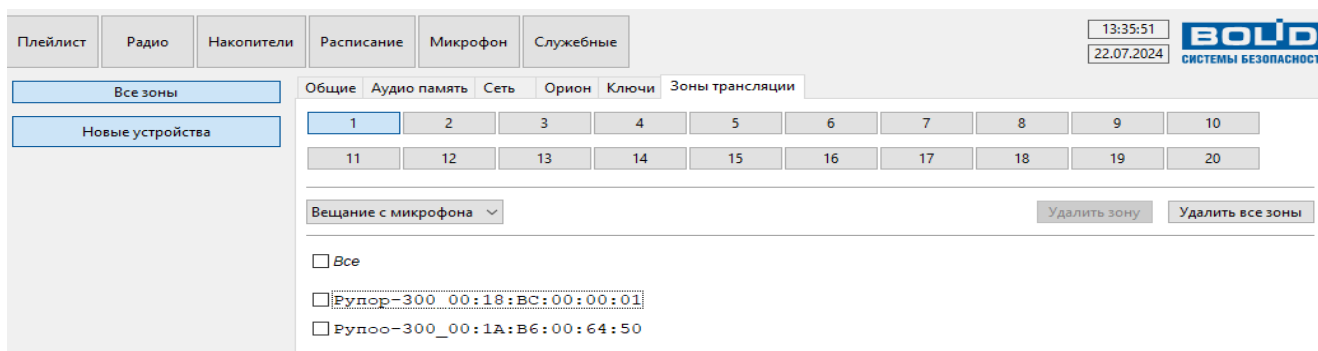 Плейлист Радио Накопители Расписание Микрофон Служебные
13:35:51
22.07.2024
BOLID
СИСТЕМЫ БЕЗОПАСНОСТ
Все зоны
Новые устройства
Общие Аудио память Сеть Орион Ключи Зоны трансляции
1 2 3 4 5 6 7 8 9 10
11 12 13 14 15 16 17 18 19 20
Вещание с микрофона Удалить зону Удалить все зоны
Все
Рупор-300_00:18:BC:00:00:01
Рупоо-300_00:1A:B6:00:64:50